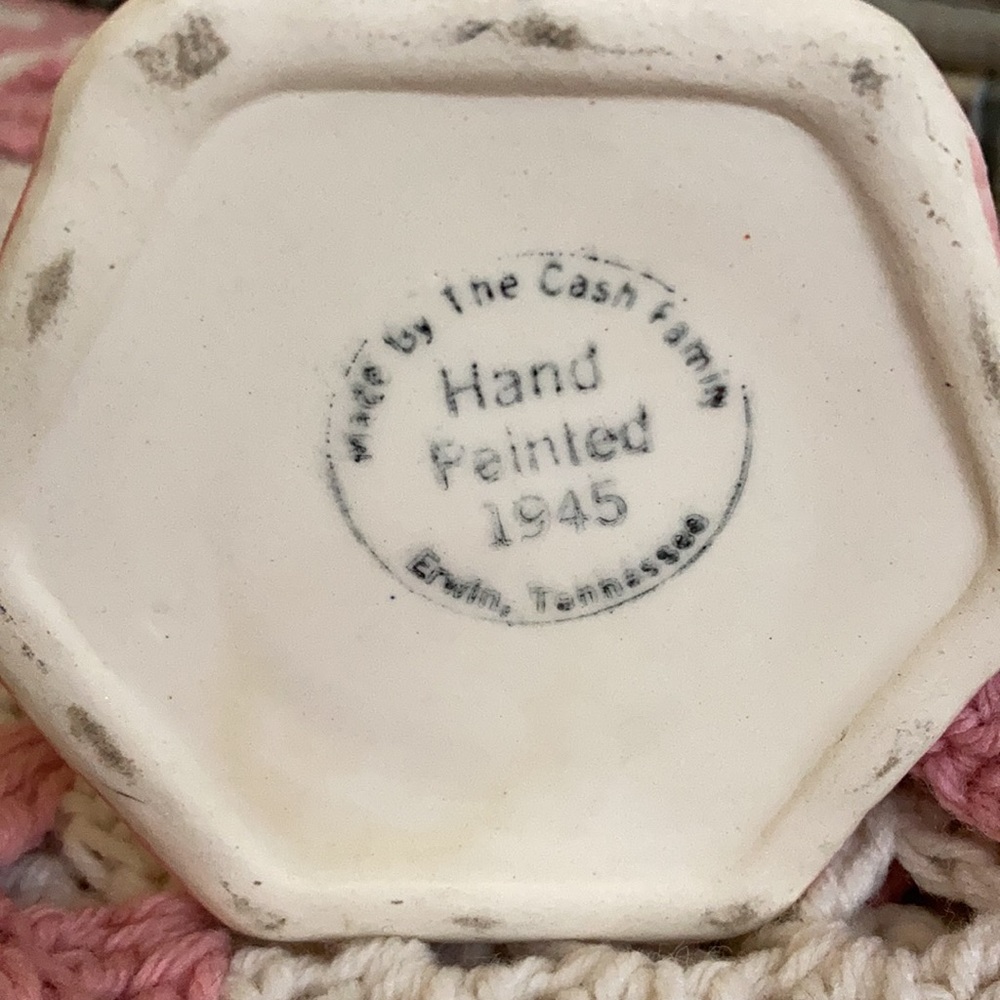 Made by The Cash Family
Hand
Painted
1945
Erwin, Tennessee